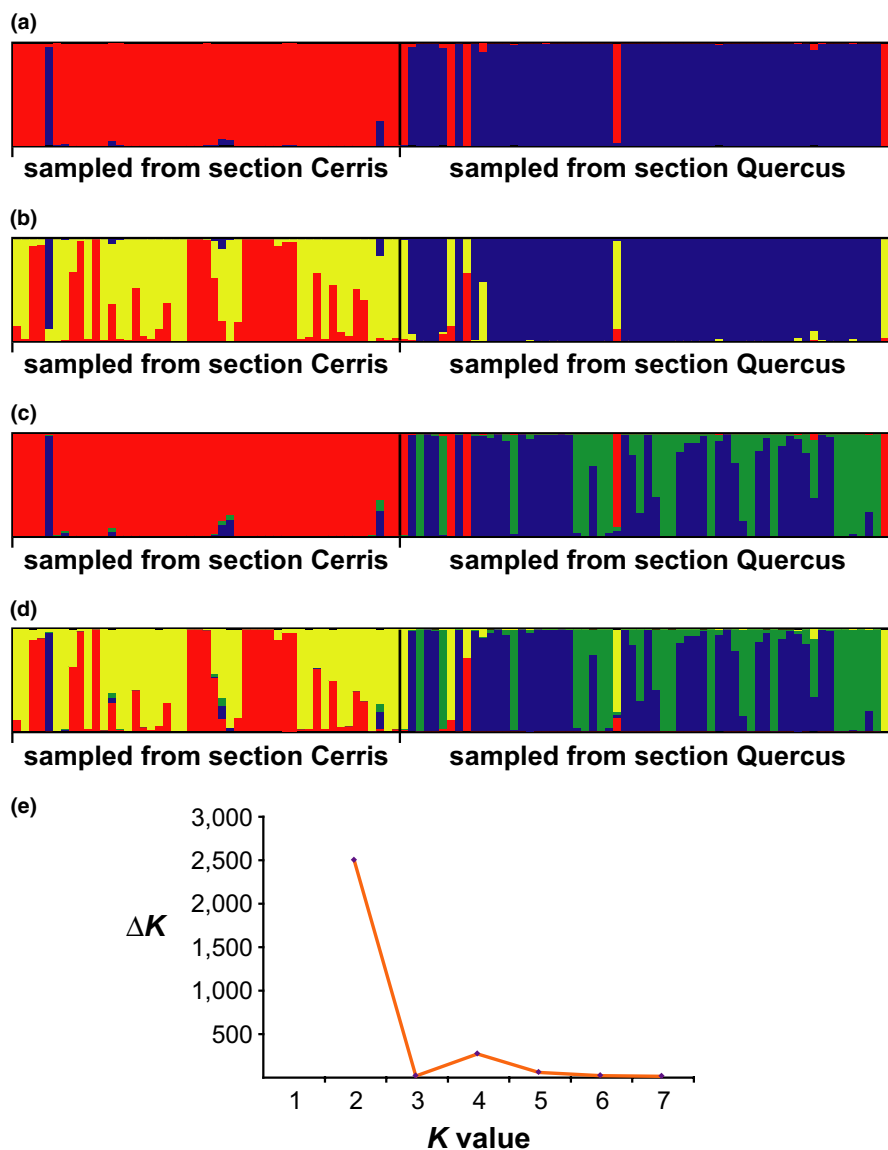 (a)
sampled from section Cerris sampled from section Quercus
(b)
sampled from section Cerris sampled from section Quercus
(c)
sampled from section Cerris sampled from section Quercus
(d)
sampled from section Cerris sampled from section Quercus
(e)
3,000
2,500
2,000
1,500
1,000
500
ΔK
1 2 3 4 5 6 7
K value